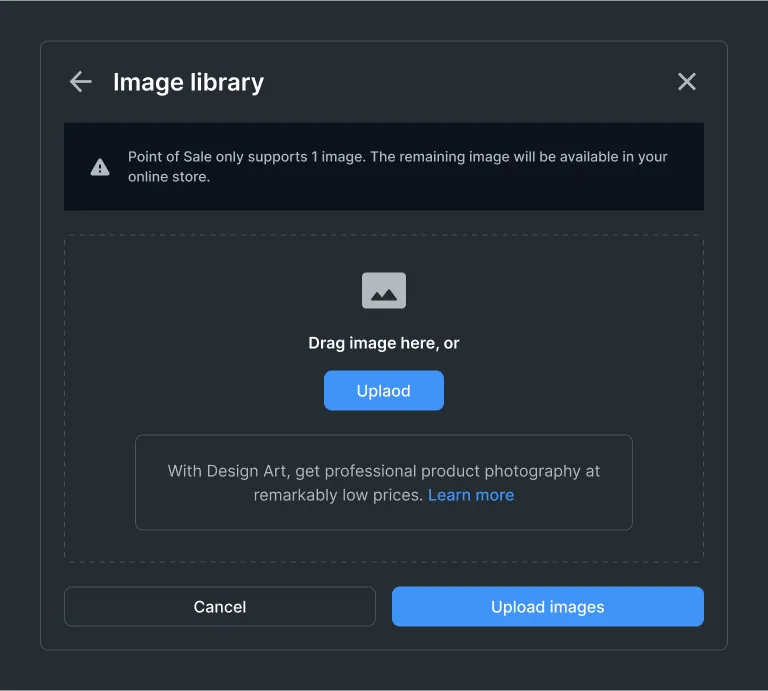 Image library
Point of Sale only supports 1 image. The remaining image will be available in your
online store.
Drag image here, or
Uplaod
With Design Art, get professional product photography at
remarkably low prices. Learn more
Cancel
Upload images